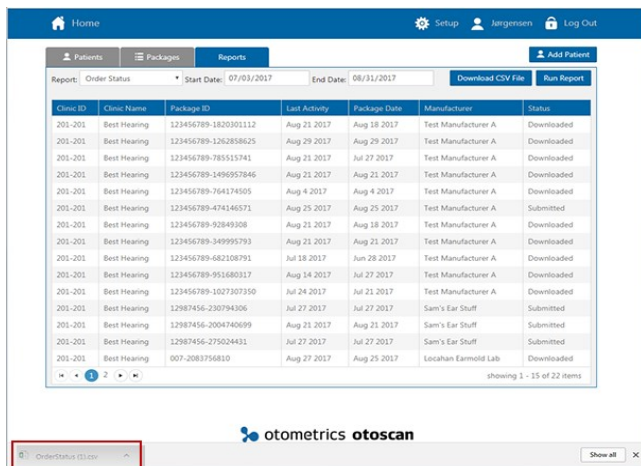 Home Setup Jørgensen Log Out
Patients Packages Reports Add Patient
Report: Order Status Start Date: 07/03/2017 End Date: 08/31/2017 Download CSV File Run Report
Clinic ID Clinic Name Package ID Last Activity Package Date Manufacturer Status
201-201 Best Hearing 123456789-1820301112 Aug 21 2017 Aug 18 2017 Test Manufacturer A Downloaded
201-201 Best Hearing 123456789-1262858625 Aug 29 2017 Aug 29 2017 Test Manufacturer A Downloaded
201-201 Best Hearing 123456789-785515741 Aug 21 2017 Jul 27 2017 Test Manufacturer A Downloaded
201-201 Best Hearing 123456789-1496957846 Aug 21 2017 Aug 21 2017 Test Manufacturer A Downloaded
201-201 Best Hearing 123456789-764174505 Aug 4 2017 Aug 4 2017 Test Manufacturer A Downloaded
201-201 Best Hearing 123456789-474146571 Aug 25 2017 Aug 25 2017 Test Manufacturer A Submitted
201-201 Best Hearing 123456789-92849308 Aug 21 2017 Aug 18 2017 Test Manufacturer A Downloaded
201-201 Best Hearing 123456789-349995793 Aug 21 2017 Aug 21 2017 Test Manufacturer A Downloaded
201-201 Best Hearing 123456789-682108791 Jul 18 2017 Jun 28 2017 Test Manufacturer A Downloaded
201-201 Best Hearing 123456789-951680317 Aug 14 2017 Jul 27 2017 Test Manufacturer A Downloaded
201-201 Best Hearing 123456789-1027307350 Jul 24 2017 Jul 21 2017 Test Manufacturer A Downloaded
201-201 Best Hearing 12987456-230794306 Jul 27 2017 Jul 27 2017 Sam's Ear Stuff Submitted
201-201 Best Hearing 12987456-2004740699 Aug 21 2017 Aug 21 2017 Sam's Ear Stuff Submitted
201-201 Best Hearing 12987456-275024431 Jul 27 2017 Jul 27 2017 Sam's Ear Stuff Submitted
201-201 Best Hearing 007-2083756810 Aug 27 2017 Aug 25 2017 Locahan Earmold Lab Downloaded
1 2 showing 1 - 15 of 22 items
otometrics otoscan
OrderStatus (1).csv Show all